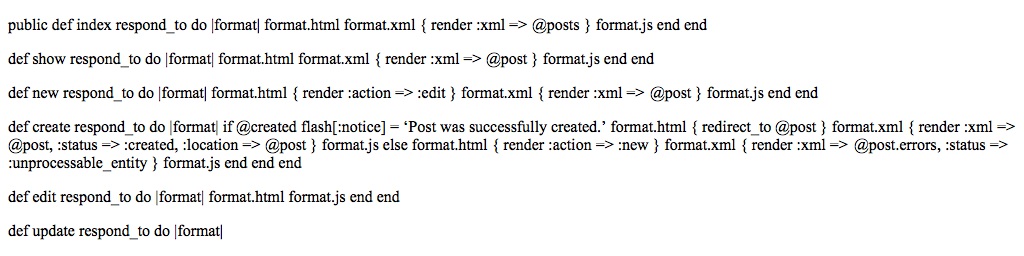 public def index respond_to do |format| format.html format.xml { render :xml => @posts } format.js end end
def show respond_to do |format| format.html format.xml { render :xml => @post } format.js end end
def new respond_to do |format| format.html { render :action => :edit } format.xml { render :xml => @post } format.js end end
def create respond_to do |format| if @created flash[:notice] = ‘Post was successfully created.’ format.html { redirect_to @post } format.xml { render :xml =>
@post, :status => :created, :location => @post } format.js else format.html { render :action => :new } format.xml { render :xml => @post.errors, :status =>
:unprocessable_entity } format.js end end end
def edit respond_to do |format| format.html format.js end end
def update respond_to do |format|